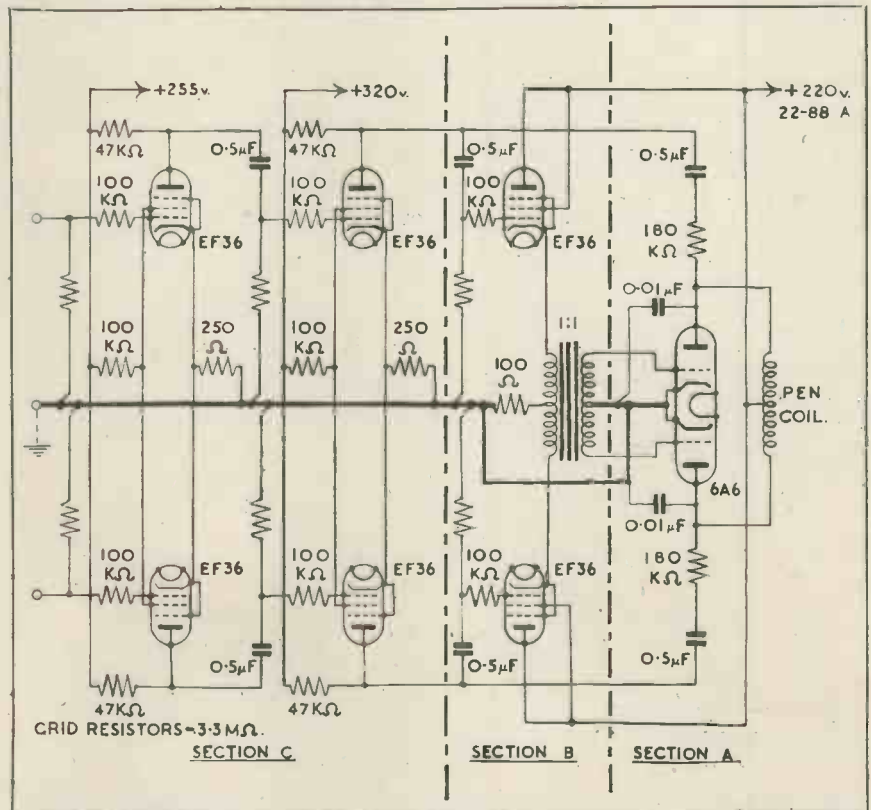 +255v.
+320v.
+220v.
22-88 A
47KΩ
0·5µF
47KΩ
0·5µF
100
KΩ
EF36
100
KΩ
EF36
100
KΩ
EF36
180
KΩ
0·01µF
100
KΩ
250
Ω
100
KΩ
250
Ω
100
Ω
1:1
PEN
COIL.
6A6
0·01µF
100
KΩ
EF36
100
KΩ
EF36
100
KΩ
EF36
180
KΩ
0·5µF
0·5µF
0·5µF
47KΩ
47KΩ
0·5µF
GRID RESISTORS=3·3MΩ.
SECTION C
SECTION B
SECTION A.